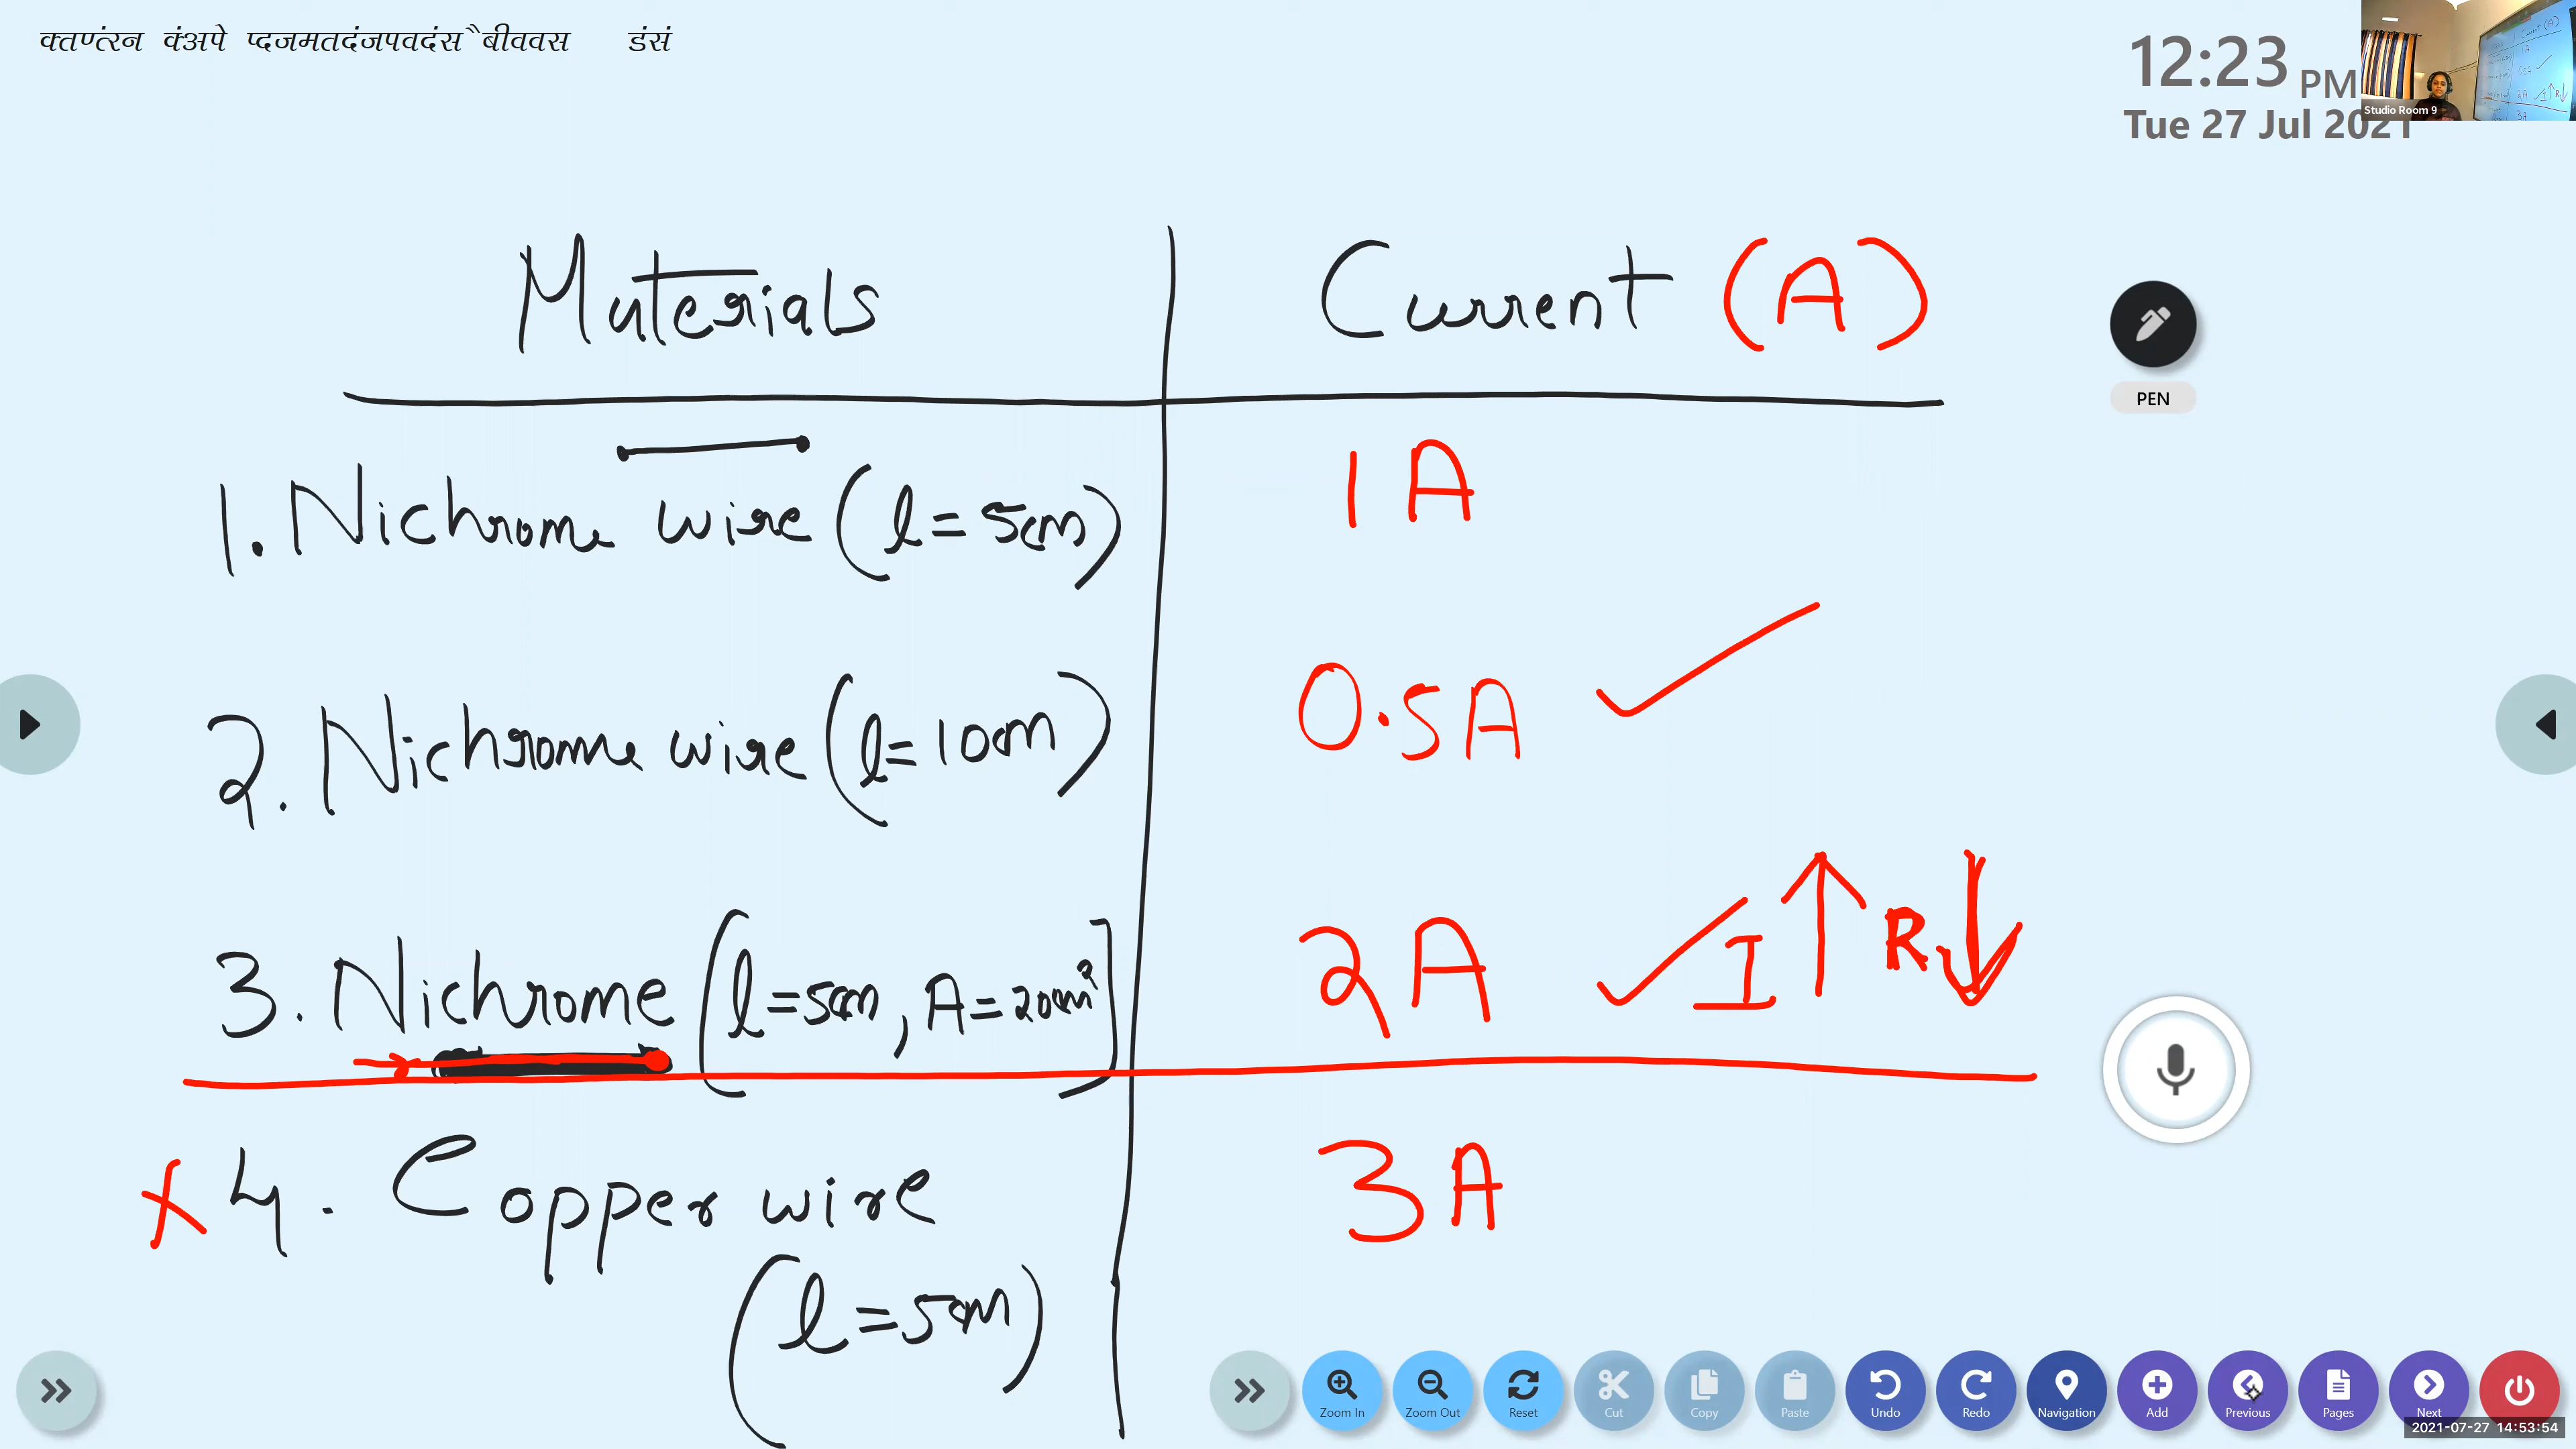 क्तण्तंरन कंअपे प्दजमतदंजपवदंस ैबीववस डंसं
12:23 PM
Tue 27 Jul 2021
Studio Room 9
Materials Current (A)
PEN
1. Nichrome wire (l = 5cm) 1 A
2. Nichrome wire (l = 10cm) 0.5A ✓
3. Nichrome [l = 5cm, A = 20cm²] 2 A ✓ I ↑ R ↓
x 4. Copper wire 3 A
(l = 5cm)
Zoom In Zoom Out Reset Cut Copy Paste Undo Redo Navigation Add Previous Pages Next
2021-07-27 14:53:54